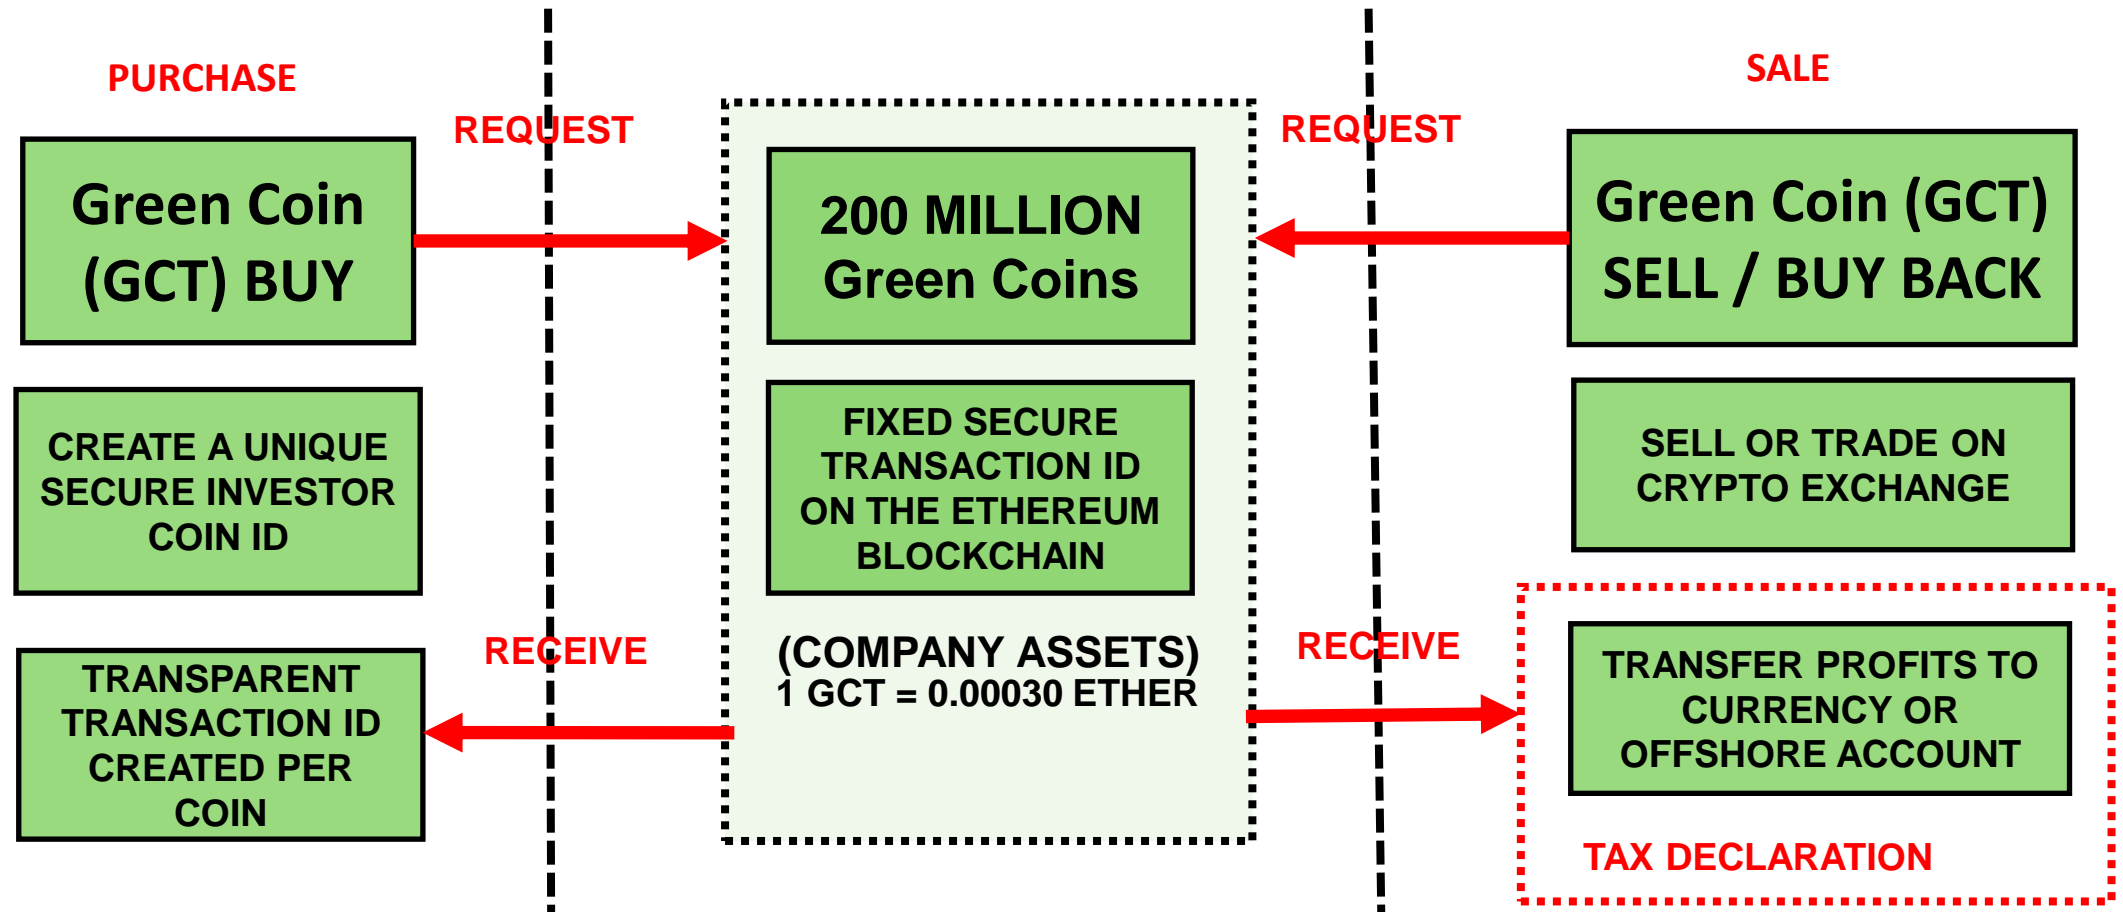 PURCHASE
REQUEST
Green Coin
(GCT) BUY
CREATE A UNIQUE
SECURE INVESTOR
COIN ID
RECEIVE
TRANSPARENT
TRANSACTION ID
CREATED PER
COIN
200 MILLION
Green Coins
FIXED SECURE
TRANSACTION ID
ON THE ETHEREUM
BLOCKCHAIN
(COMPANY ASSETS)
1 GCT = 0.00030 ETHER
SALE
REQUEST
Green Coin (GCT)
SELL / BUY BACK
SELL OR TRADE ON
CRYPTO EXCHANGE
RECEIVE
TRANSFER PROFITS TO
CURRENCY OR
OFFSHORE ACCOUNT
TAX DECLARATION